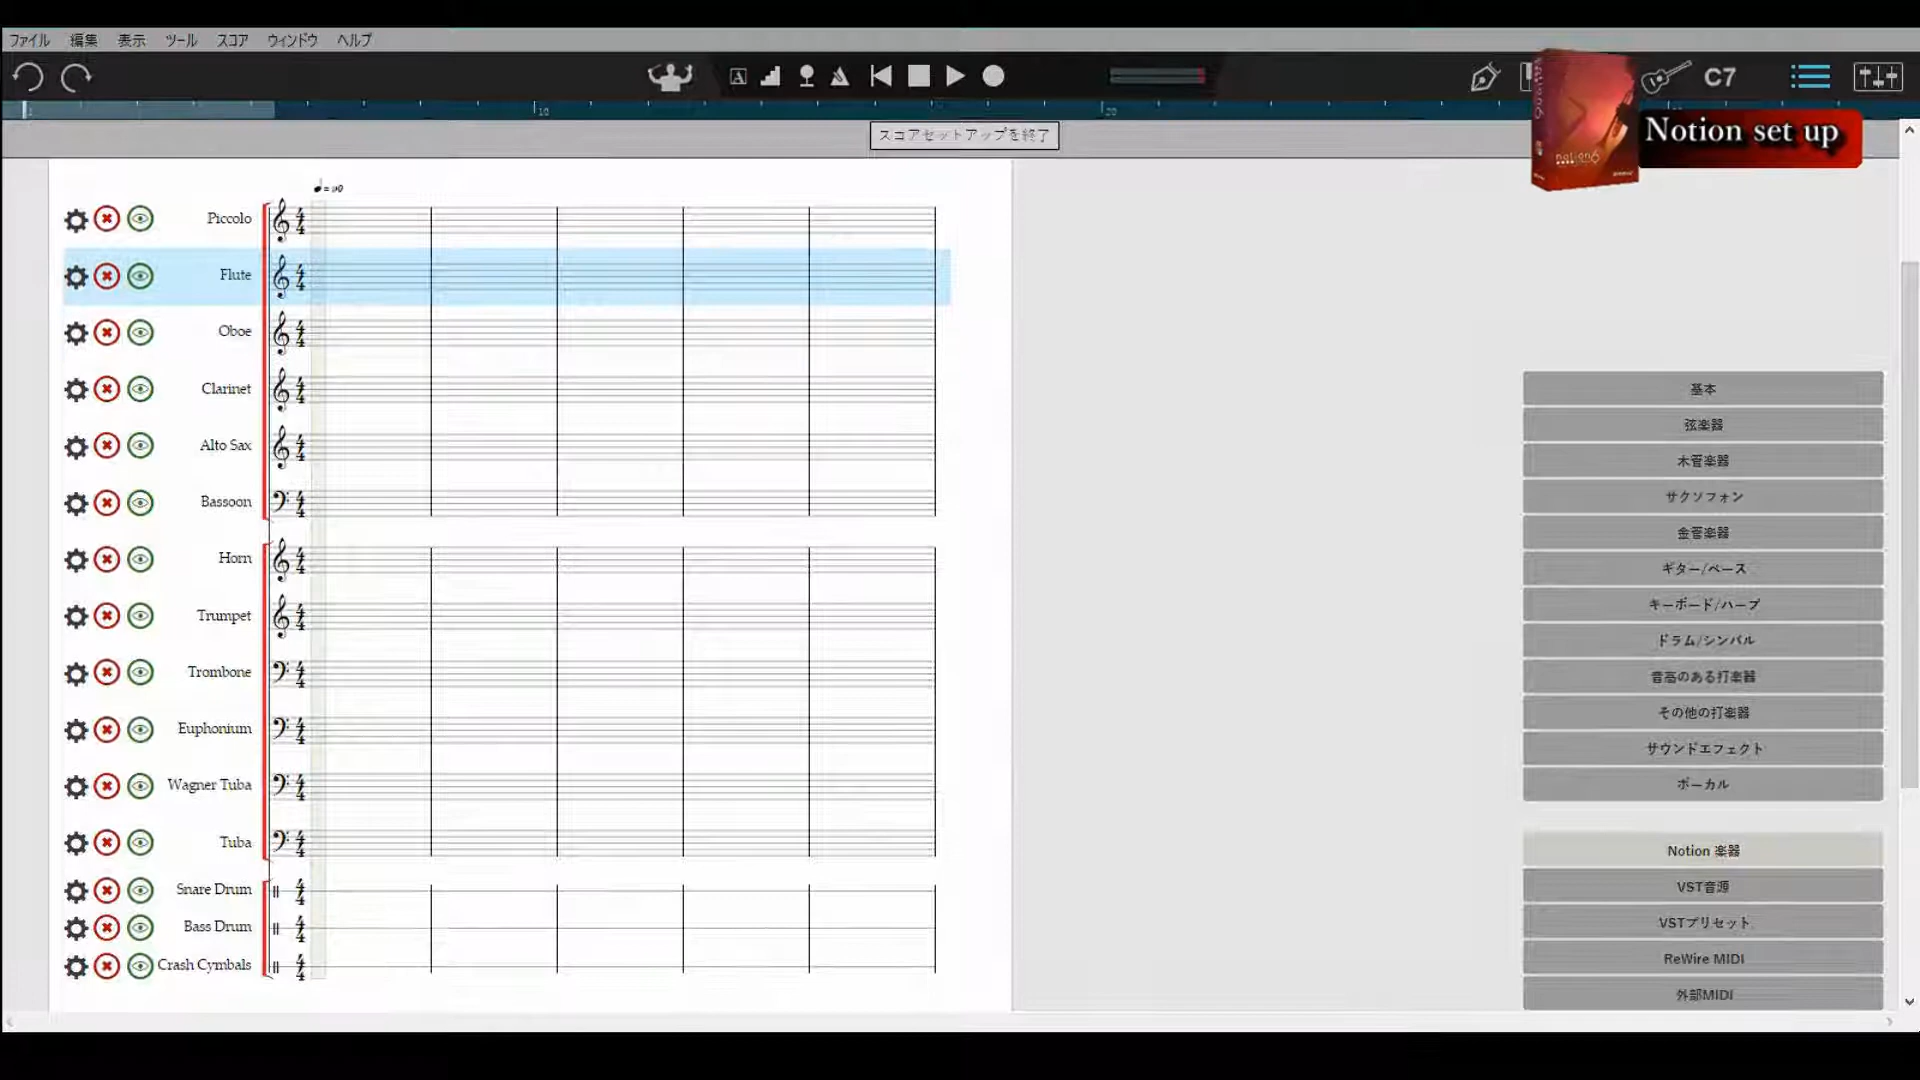 ファイル 編集 表示 ツール スコア ウィンドウ ヘルプ
A
C7
10
20
スコアセットアップを終了
notion6
Notion set up
Piccolo
Flute
Oboe
Clarinet
Alto Sax
Bassoon
Horn
Trumpet
Trombone
Euphonium
Wagner Tuba
Tuba
Snare Drum
Bass Drum
Crash Cymbals
基本
弦楽器
木管楽器
サクソフォン
金管楽器
ギター/ベース
キーボード/ハープ
ドラム/シンバル
音高のある打楽器
その他の打楽器
サウンドエフェクト
ボーカル
Notion 楽器
VST音源
VSTプリセット
ReWire MIDI
外部MIDI